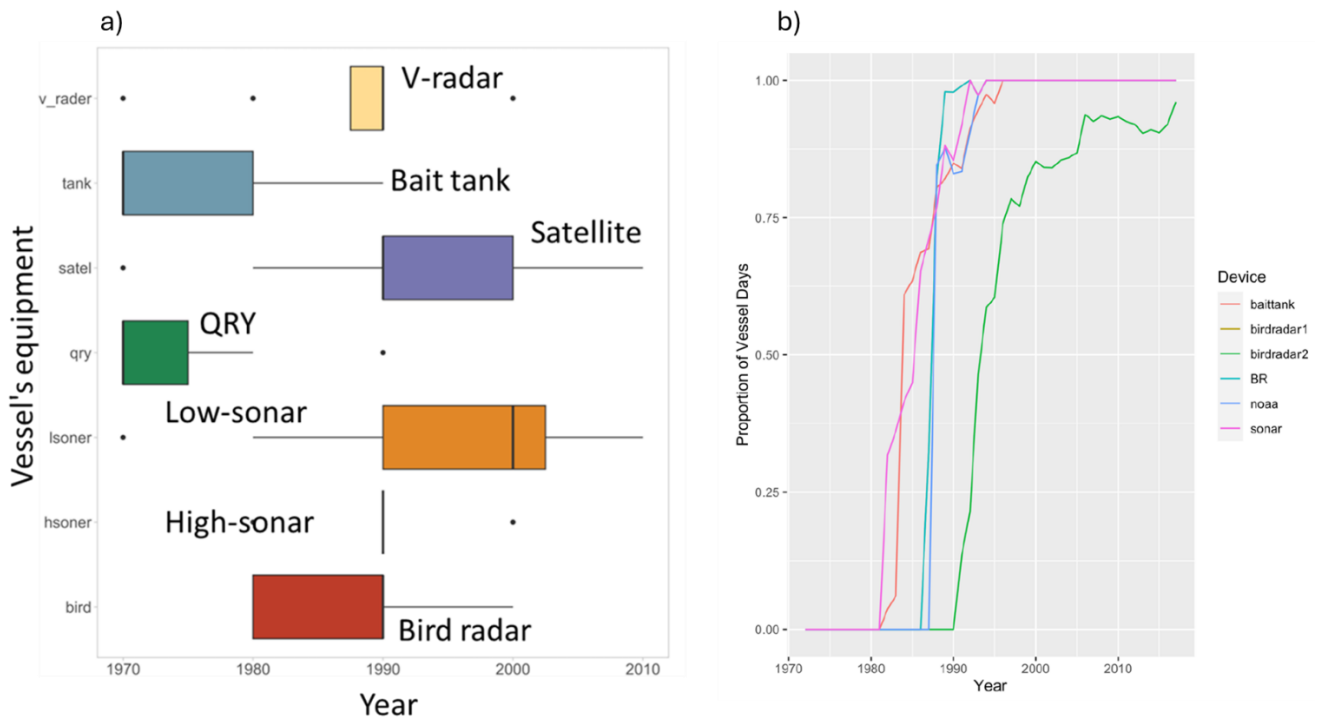 a)
v_rader
V-radar
tank
Bait tank
satel
Satellite
qry
QRY
lsoner
Low-sonar
hsoner
High-sonar
bird
Bird radar
Vessel's equipment
1970 1980 1990 2000 2010
Year
b)
1.00
0.75
0.50
0.25
0.00
Proportion of Vessel Days
1970 1980 1990 2000 2010
Year
Device
baittank
birdradar1
birdradar2
BR
noaa
sonar